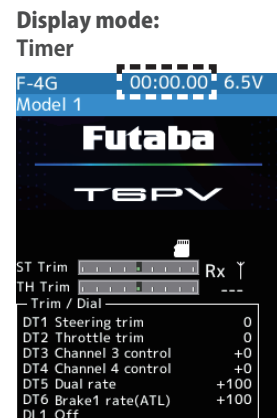 Display mode:
Timer
F-4G 00:00.00 6.5V
Model 1
Futaba
T6PV
ST Trim Rx
TH Trim ---
Trim / Dial
DT1 Steering trim 0
DT2 Throttle trim 0
DT3 Channel 3 control +0
DT4 Channel 4 control +0
DT5 Dual rate +100
DT6 Brake1 rate(ATL) +100
DL1 Off